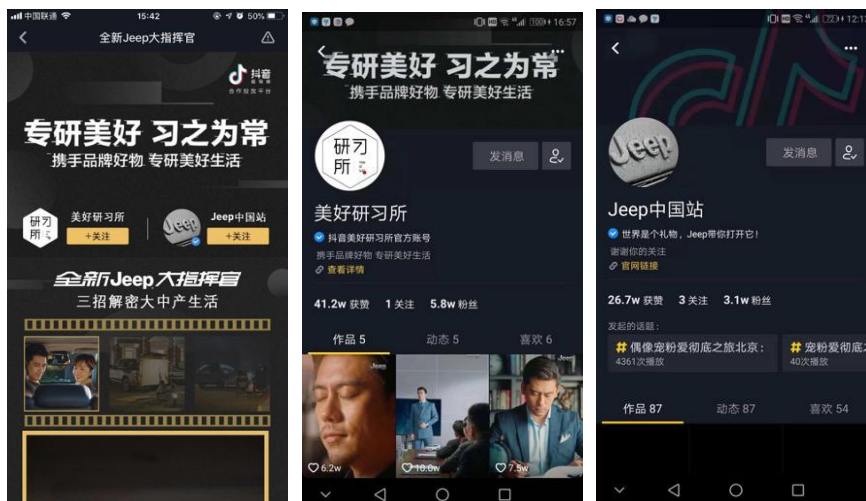 中国联通
15:42
50%
全新Jeep大指挥官
抖音
合作投放平台
专研美好 习之为常
携手品牌好物 专研美好生活
研习所
美好研习所
+关注
Jeep
Jeep中国站
+关注
全新Jeep大指挥官
三招解密大中产生活
16:57
专研美好 习之为常
携手品牌好物 专研美好生活
研习所
发消息
美好研习所
抖音美好研习所官方账号
携手品牌好物 专研美好生活
查看详情
41.2w 获赞 1 关注 5.8w 粉丝
作品 5 动态 5 喜欢 6
Jeep
Jeep
6.2w
10.0w
7.5w
Jeep
发消息
Jeep中国站
世界是个礼物，Jeep带你打开它！
谢谢你的关注
官网链接
26.7w 获赞 3 关注 3.1w 粉丝
发起的话题：
# 偶像宠粉爱彻底之旅北京：
4361次播放
# 宠粉爱彻底
40次播放
作品 87 动态 87 喜欢 54